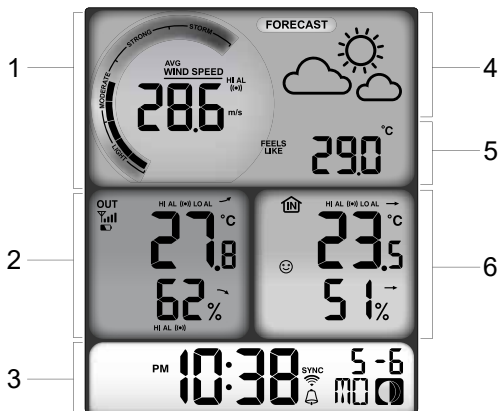 1
4
FORECAST
LIGHT MODERATE STRONG STORM
AVG
WIND SPEED
HI AL
28.6 m/s
5
FEELS
LIKE
29.0 °C
2
OUT
HI AL LO AL
27.8 °C
62%
HI AL
6
IN
HI AL LO AL
23.5 °C
51%
3
PM 10:38
SYNC
5-6
MO